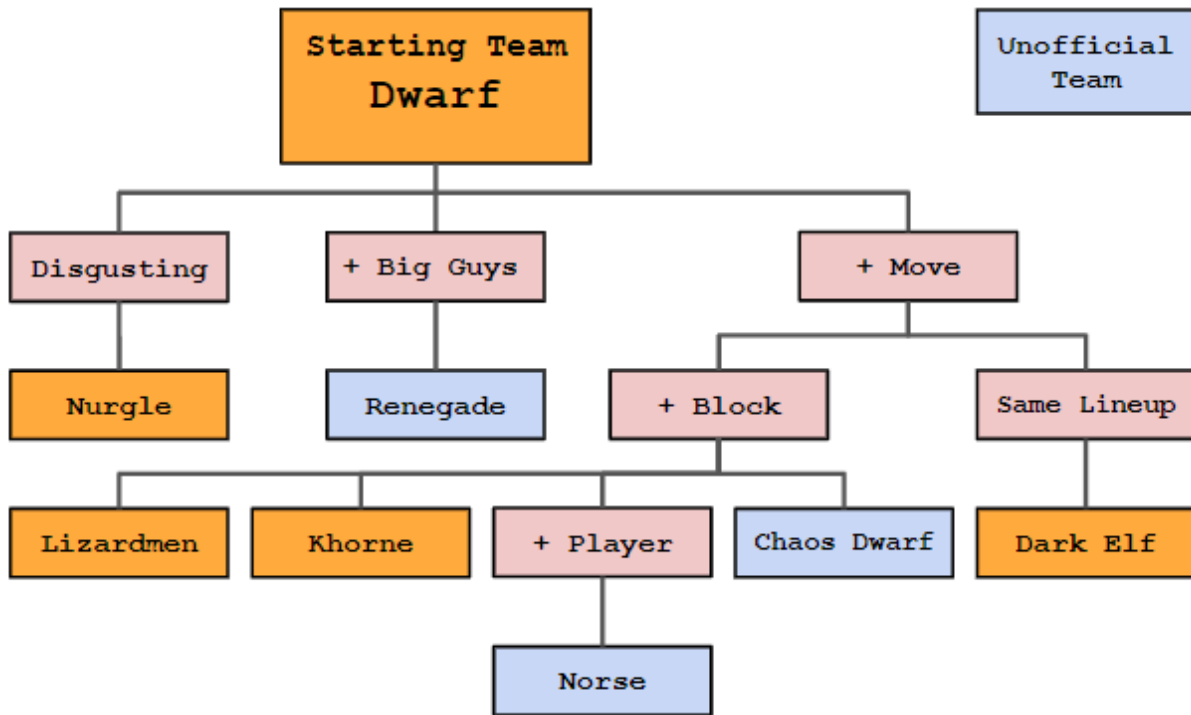 Starting Team
Dwarf
Unofficial
Team
Disgusting
+ Big Guys
+ Move
Nurgle
Renegade
+ Block
Same Lineup
Lizardmen
Khorne
+ Player
Chaos Dwarf
Dark Elf
Norse